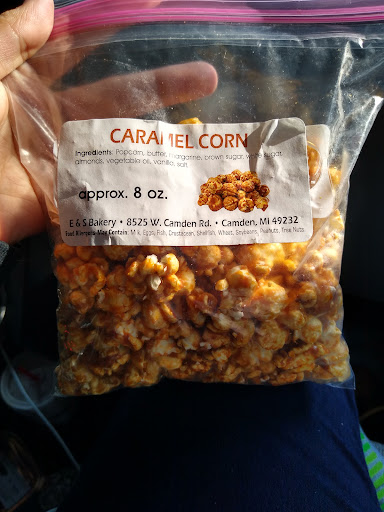 CARAMEL CORN
Ingredients: Popcorn, butter, margarine, brown sugar, white sugar,
almonds, vegetable oil, vanilla, salt
approx. 8 oz.
E & S Bakery • 8525 W. Camden Rd. • Camden, MI 49232
Food Allergens May Contain: Milk, Eggs, Fish, Crustacean, Shellfish, Wheat, Soybeans, Peanuts, Tree Nuts